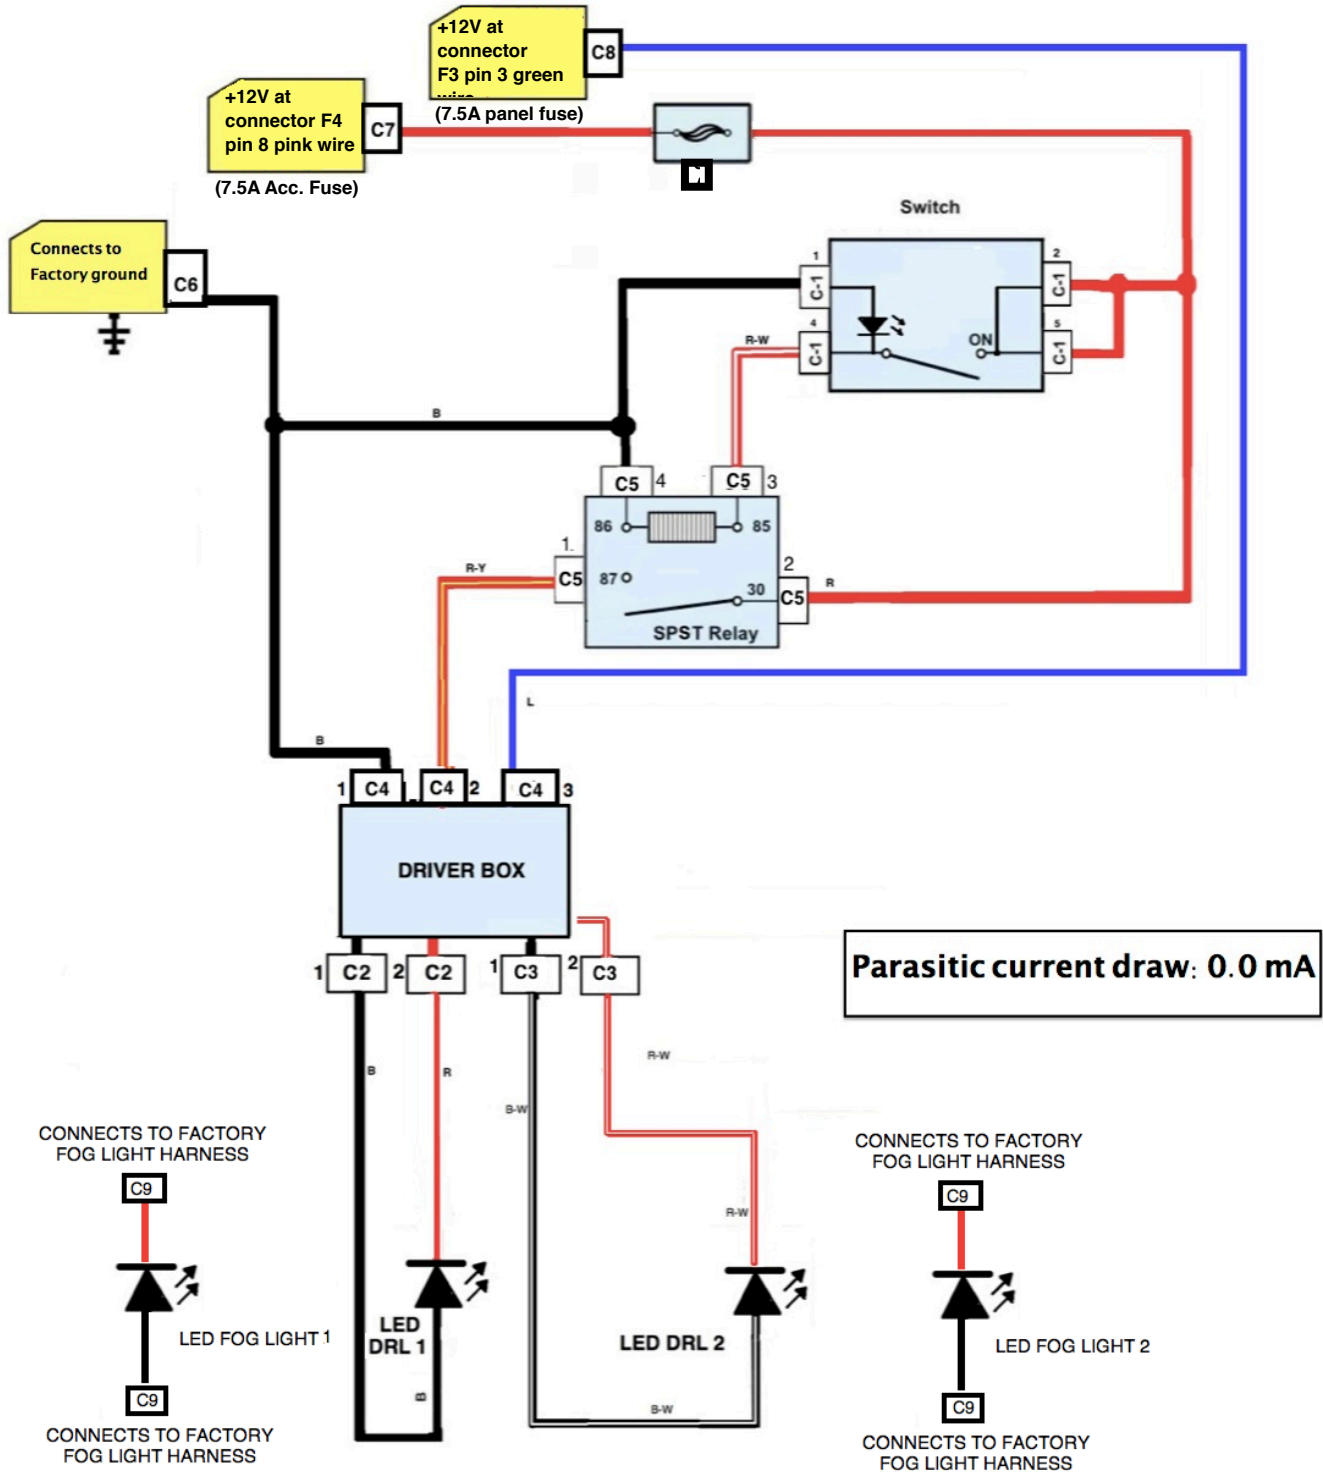 +12V at
connector
F3 pin 3 green
C8
(7.5A panel fuse)
+12V at
connector F4
pin 8 pink wire
C7
(7.5A Acc. Fuse)
Switch
Connects to
Factory ground
C6
1
C-1
2
C-1
4
C-1
5
C-1
ON
R-W
B
C5
4
C5
3
86
85
1.
C5
87
2
30
C5
R
R-Y
SPST Relay
L
B
1
C4
C4
2
C4
3
DRIVER BOX
1
C2
2
C2
1
C3
2
C3
Parasitic current draw: 0.0 mA
B
R
R-W
B-W
CONNECTS TO FACTORY
FOG LIGHT HARNESS
C9
CONNECTS TO FACTORY
FOG LIGHT HARNESS
C9
R-W
LED
DRL 1
LED DRL 2
LED FOG LIGHT 1
LED FOG LIGHT 2
B
B-W
C9
CONNECTS TO FACTORY
FOG LIGHT HARNESS
C9
CONNECTS TO FACTORY
FOG LIGHT HARNESS